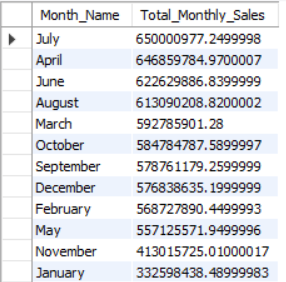 Month_Name Total_Monthly_Sales
July 650000977.2499998
April 646859784.9700007
June 622629886.8399999
August 613090208.8200002
March 592785901.28
October 584784787.5899997
September 578761179.2599999
December 576838635.1999999
February 568727890.4499993
May 557125571.9499996
November 413015725.01000017
January 332598438.48999983